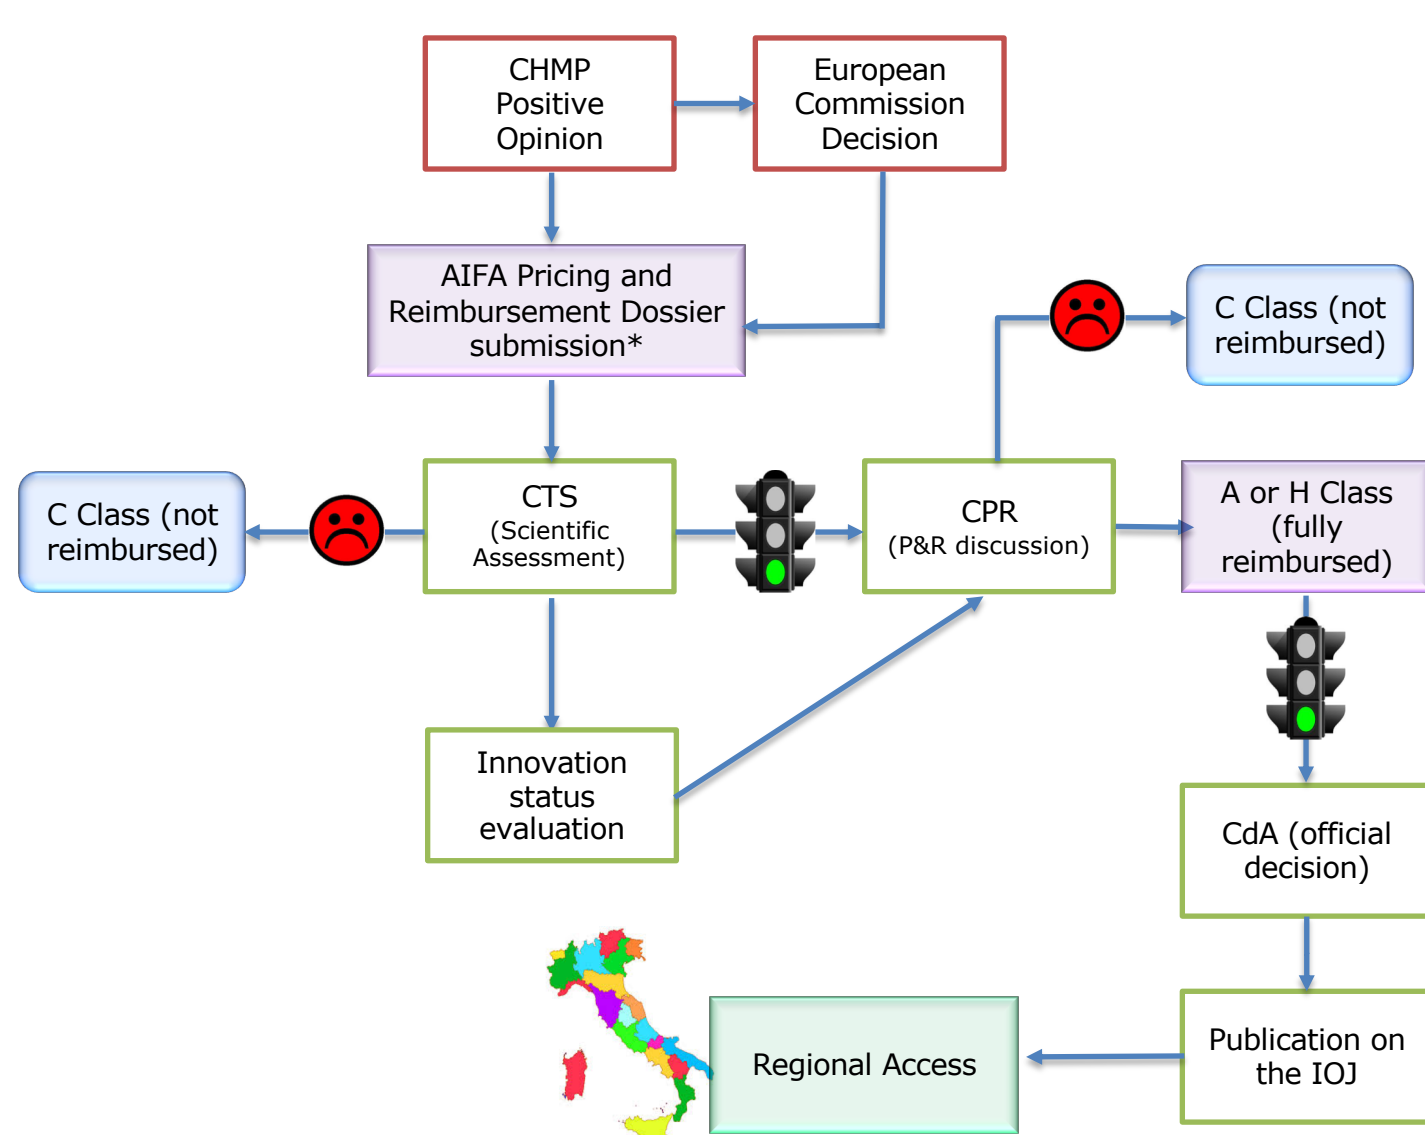 CHMP
Positive
Opinion
European
Commission
Decision
AIFA Pricing and
Reimbursement Dossier
submission*
C Class (not
reimbursed)
C Class (not
reimbursed)
CTS
(Scientific
Assessment)
CPR
(P&R discussion)
A or H Class
(fully
reimbursed)
Innovation
status
evaluation
CdA (official
decision)
Regional Access
Publication on
the IOJ